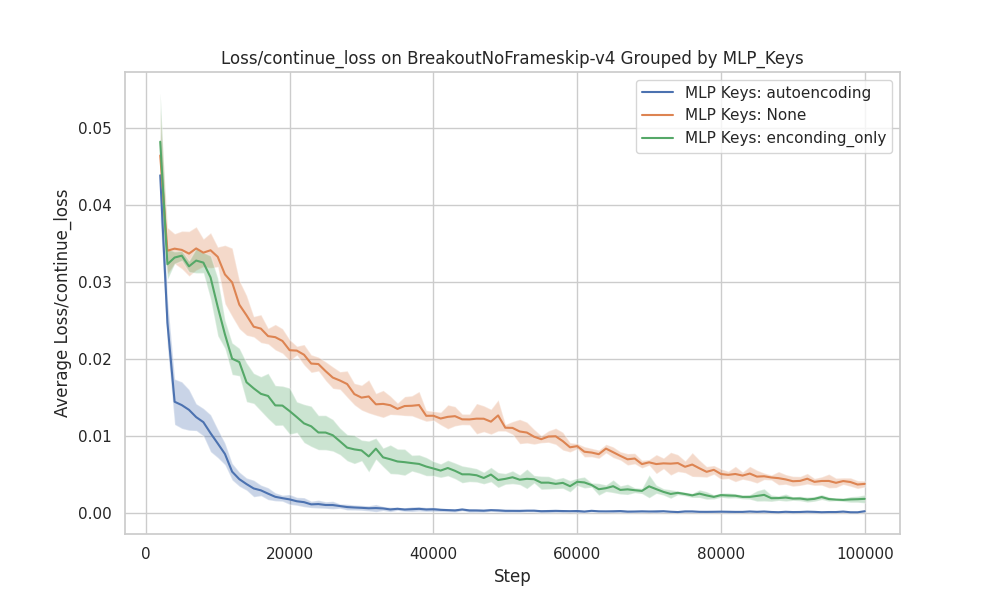 Loss/continue_loss on BreakoutNoFrameskip-v4 Grouped by MLP_Keys
MLP Keys: autoencoding
MLP Keys: None
MLP Keys: enconding_only
Average Loss/continue_loss
0.05
0.04
0.03
0.02
0.01
0.00
0
20000
40000
60000
80000
100000
Step